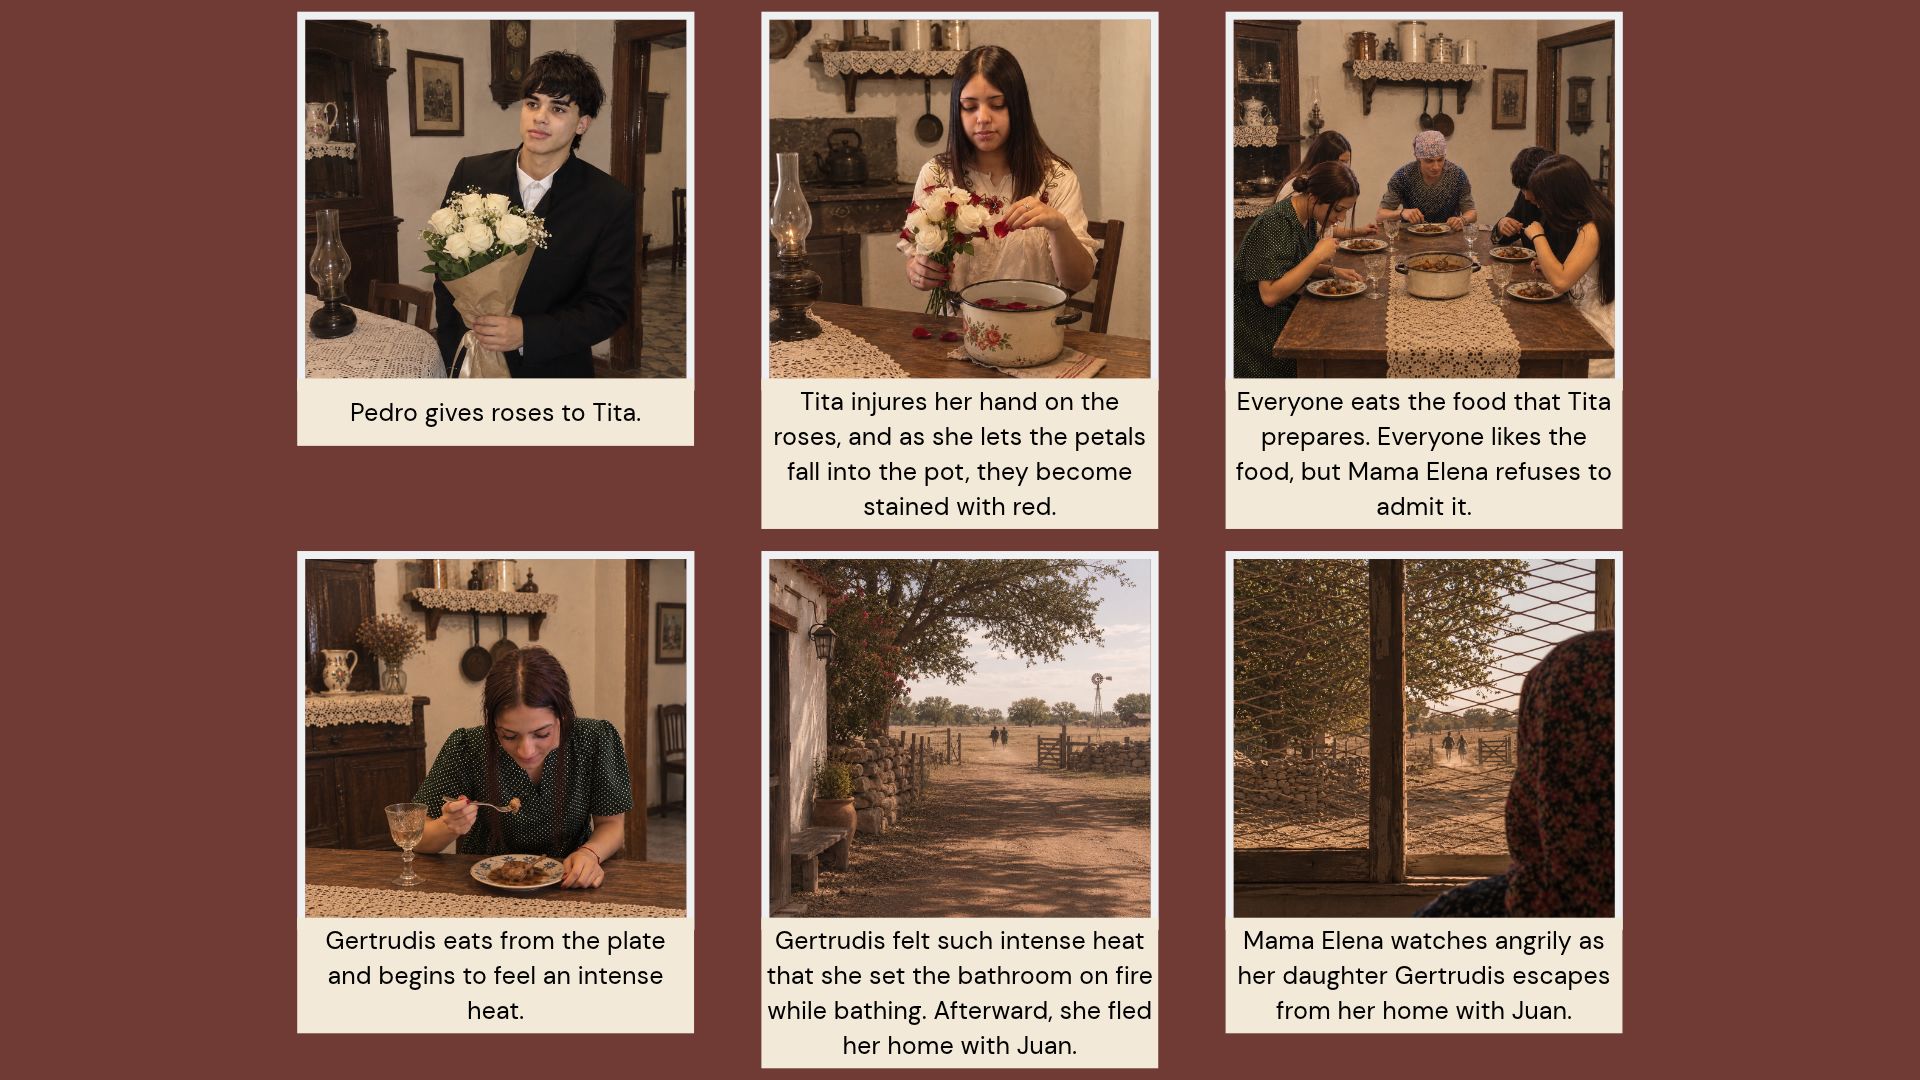 Pedro gives roses to Tita.
Tita injures her hand on the
roses, and as she lets the petals
fall into the pot, they become
stained with red.
Everyone eats the food that Tita
prepares. Everyone likes the
food, but Mama Elena refuses to
admit it.
Gertrudis eats from the plate
and begins to feel an intense
heat.
Gertrudis felt such intense heat
that she set the bathroom on fire
while bathing. Afterward, she fled
her home with Juan.
Mama Elena watches angrily as
her daughter Gertrudis escapes
from her home with Juan.